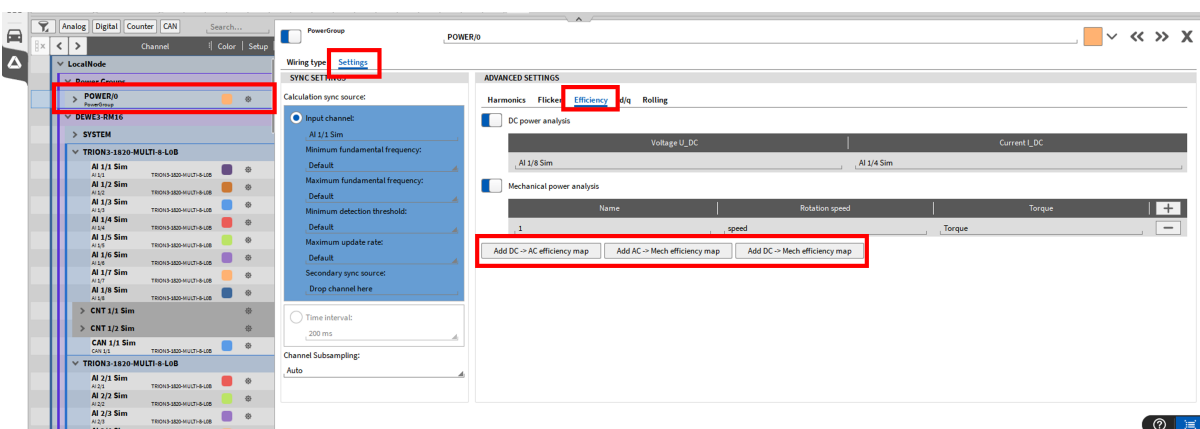 Analog Digital Counter CAN Search...
Channel Color Setup
LocalNode
Power Groups
POWER/0
PowerGroup
DEWE3-RM16
SYSTEM
TRION3-1820-MULTI-8-L0B
AI 1/1 Sim
AI 1/1 TRION3-1820-MULTI-8-L0B
AI 1/2 Sim
AI 1/2 TRION3-1820-MULTI-8-L0B
AI 1/3 Sim
AI 1/3 TRION3-1820-MULTI-8-L0B
AI 1/4 Sim
AI 1/4 TRION3-1820-MULTI-8-L0B
AI 1/5 Sim
AI 1/5 TRION3-1820-MULTI-8-L0B
AI 1/6 Sim
AI 1/6 TRION3-1820-MULTI-8-L0B
AI 1/7 Sim
AI 1/7 TRION3-1820-MULTI-8-L0B
AI 1/8 Sim
AI 1/8 TRION3-1820-MULTI-8-L0B
CNT 1/1 Sim
CNT 1/2 Sim
CAN 1/1 Sim
CAN 1/1 TRION3-1820-MULTI-8-L0B
TRION3-1820-MULTI-8-L0B
AI 2/1 Sim
AI 2/1 TRION3-1820-MULTI-8-L0B
AI 2/2 Sim
AI 2/2 TRION3-1820-MULTI-8-L0B
AI 2/3 Sim
AI 2/3 TRION3-1820-MULTI-8-L0B
PowerGroup
POWER/0
Wiring type Settings
SYNC SETTINGS
Calculation sync source:
Input channel:
AI 1/1 Sim
Minimum fundamental frequency:
Default
Maximum fundamental frequency:
Default
Minimum detection threshold:
Default
Maximum update rate:
Default
Secondary sync source:
Drop channel here
Time interval:
200 ms
Channel Subsampling:
Auto
ADVANCED SETTINGS
Harmonics Flicker Efficiency d/q Rolling
DC power analysis
Voltage U_DC Current I_DC
AI 1/8 Sim AI 1/4 Sim
Mechanical power analysis
Name Rotation speed Torque +
1 speed Torque −
Add DC -> AC efficiency map Add AC -> Mech efficiency map Add DC -> Mech efficiency map